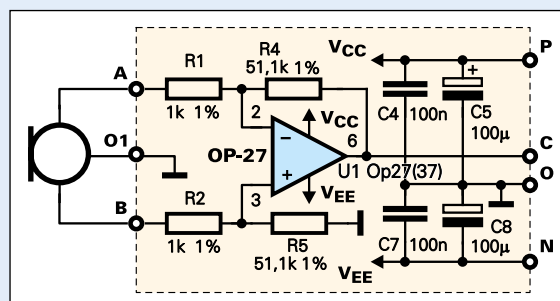 A
R1
1k 1%
R4
51,1k 1%
VCC
P
+
C4
100n
C5
100µ
O1
2
OP-27
−
+
VCC
6
U1 Op27(37)
C
O
3
VEE
B
R2
1k 1%
R5
51,1k 1%
C7
100n
C8
100µ
VEE
N